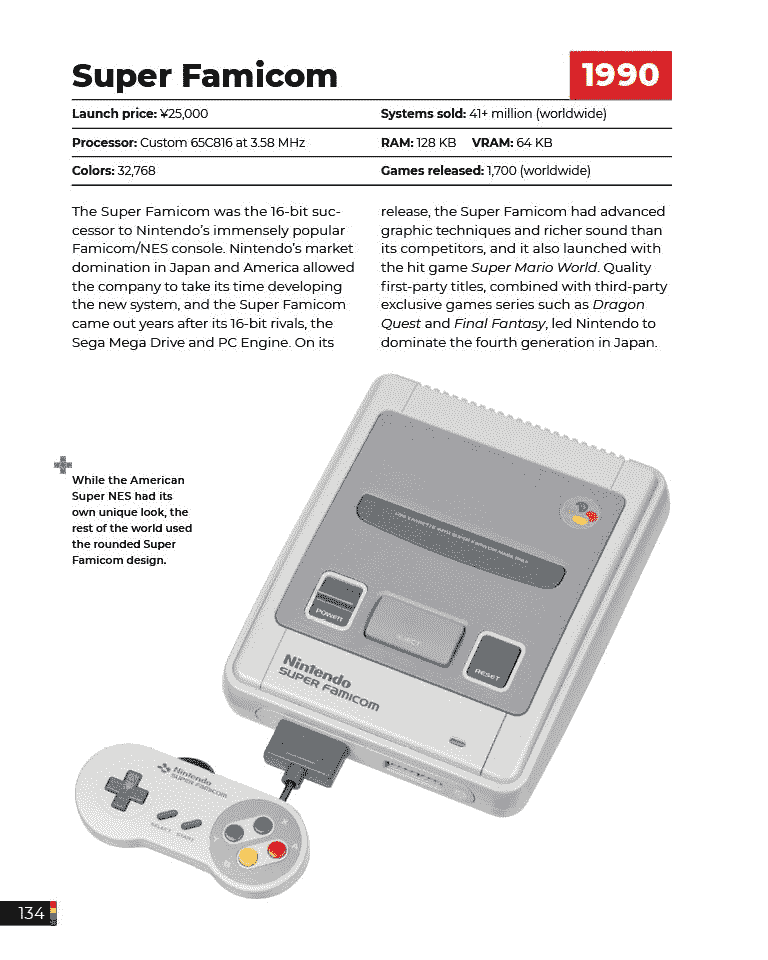 Super Famicom
1990
Launch price: ¥25,000
Systems sold: 41+ million (worldwide)
Processor: Custom 65C816 at 3.58 MHz
RAM: 128 KB VRAM: 64 KB
Colors: 32,768
Games released: 1,700 (worldwide)
The Super Famicom was the 16-bit suc-
cessor to Nintendo's immensely popular
Famicom/NES console. Nintendo's market
domination in Japan and America allowed
the company to take its time developing
the new system, and the Super Famicom
came out years after its 16-bit rivals, the
Sega Mega Drive and PC Engine. On its
release, the Super Famicom had advanced
graphic techniques and richer sound than
its competitors, and it also launched with
the hit game Super Mario World. Quality
first-party titles, combined with third-party
exclusive games series such as Dragon
Quest and Final Fantasy, led Nintendo to
dominate the fourth generation in Japan.
While the American
Super NES had its
own unique look, the
rest of the world used
the rounded Super
Famicom design.
POWER
EJECT
RESET
Nintendo
SUPER FAMICOM
Nintendo
SUPER FAMICOM
SELECT START
X
Y
A
B
134